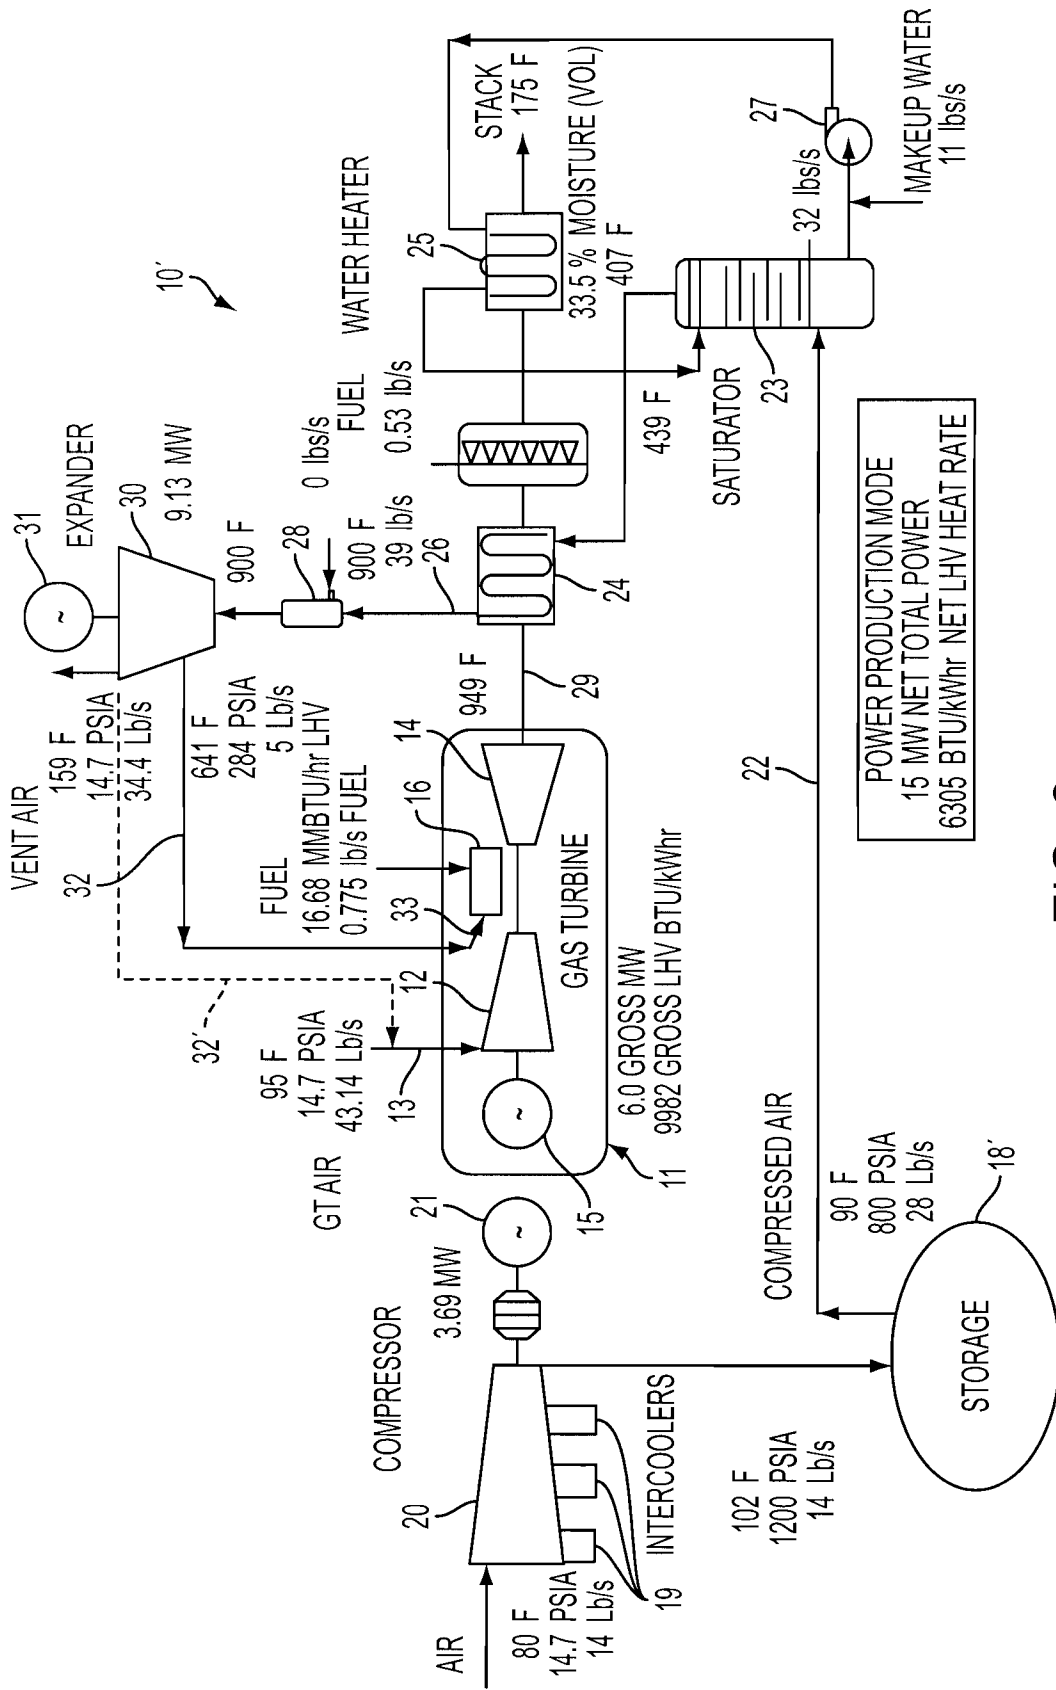 VENT AIR
159 F
14.7 PSIA
34.4 Lb/s
31
EXPANDER
30
9.13 MW
10′
32
641 F
284 PSIA
5 Lb/s
900 F
28
0 lbs/s
32′
FUEL
16.68 MMBTU/hr LHV
0.775 lb/s FUEL
900 F
39 lb/s
26
FUEL
0.53 lb/s
WATER HEATER
25
STACK
175 F
GT AIR
95 F
14.7 PSIA
43.14 Lb/s
13
12
33
16
14
949 F
29
24
33.5 % MOISTURE (VOL)
407 F
COMPRESSOR
3.69 MW
21
~
~
~
15
GAS TURBINE
11
6.0 GROSS MW
9982 GROSS LHV BTU/kWhr
439 F
SATURATOR
23
32 lbs/s
27
MAKEUP WATER
11 lbs/s
AIR
20
80 F
14.7 PSIA
14 Lb/s
19
INTERCOOLERS
102 F
1200 PSIA
14 Lb/s
COMPRESSED AIR
22
90 F
800 PSIA
28 Lb/s
18′
STORAGE
POWER PRODUCTION MODE
15 MW NET TOTAL POWER
6305 BTU/kWhr NET LHV HEAT RATE